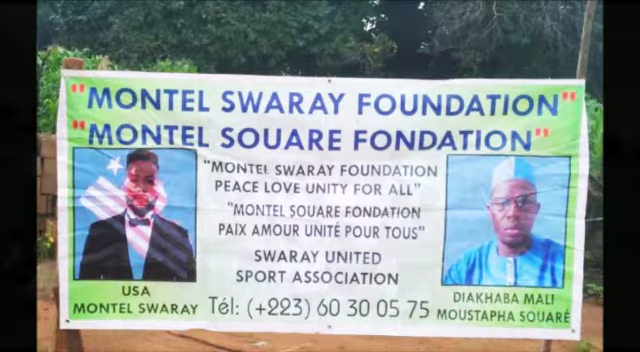 "MONTEL SWARAY FOUNDATION"
"MONTEL SOUARE FONDATION"
"MONTEL SWARAY FOUNDATION
PEACE LOVE UNITY FOR ALL"
"MONTEL SOUARE FONDATION
PAIX AMOUR UNITÉ POUR TOUS"
SWARAY UNITED
SPORT ASSOCIATION
USA
MONTEL SWARAY
Tél: (+223) 60 30 05 75
DIAKHABA MALI
MOUSTAPHA SOUARÉ